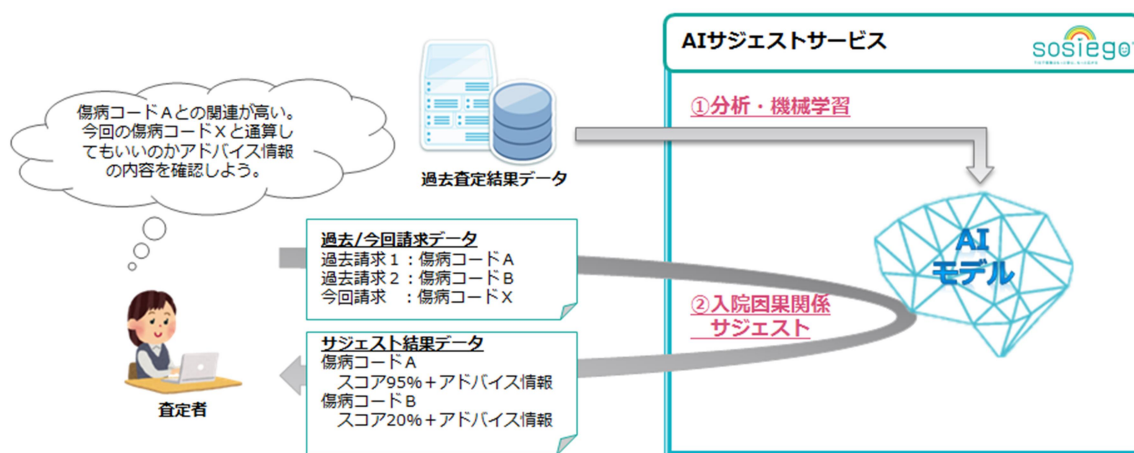 AIサジェストサービス
sosiego
①分析・機械学習
傷病コードAとの関連が高い。
今回の傷病コードXと通算し
てもいいのかアドバイス情報
の内容を確認しよう。
過去査定結果データ
過去/今回請求データ
過去請求1：傷病コードA
過去請求2：傷病コードB
今回請求　：傷病コードX
AI
モデル
②入院因果関係
サジェスト
サジェスト結果データ
傷病コードA
スコア95%＋アドバイス情報
傷病コードB
スコア20%＋アドバイス情報
査定者